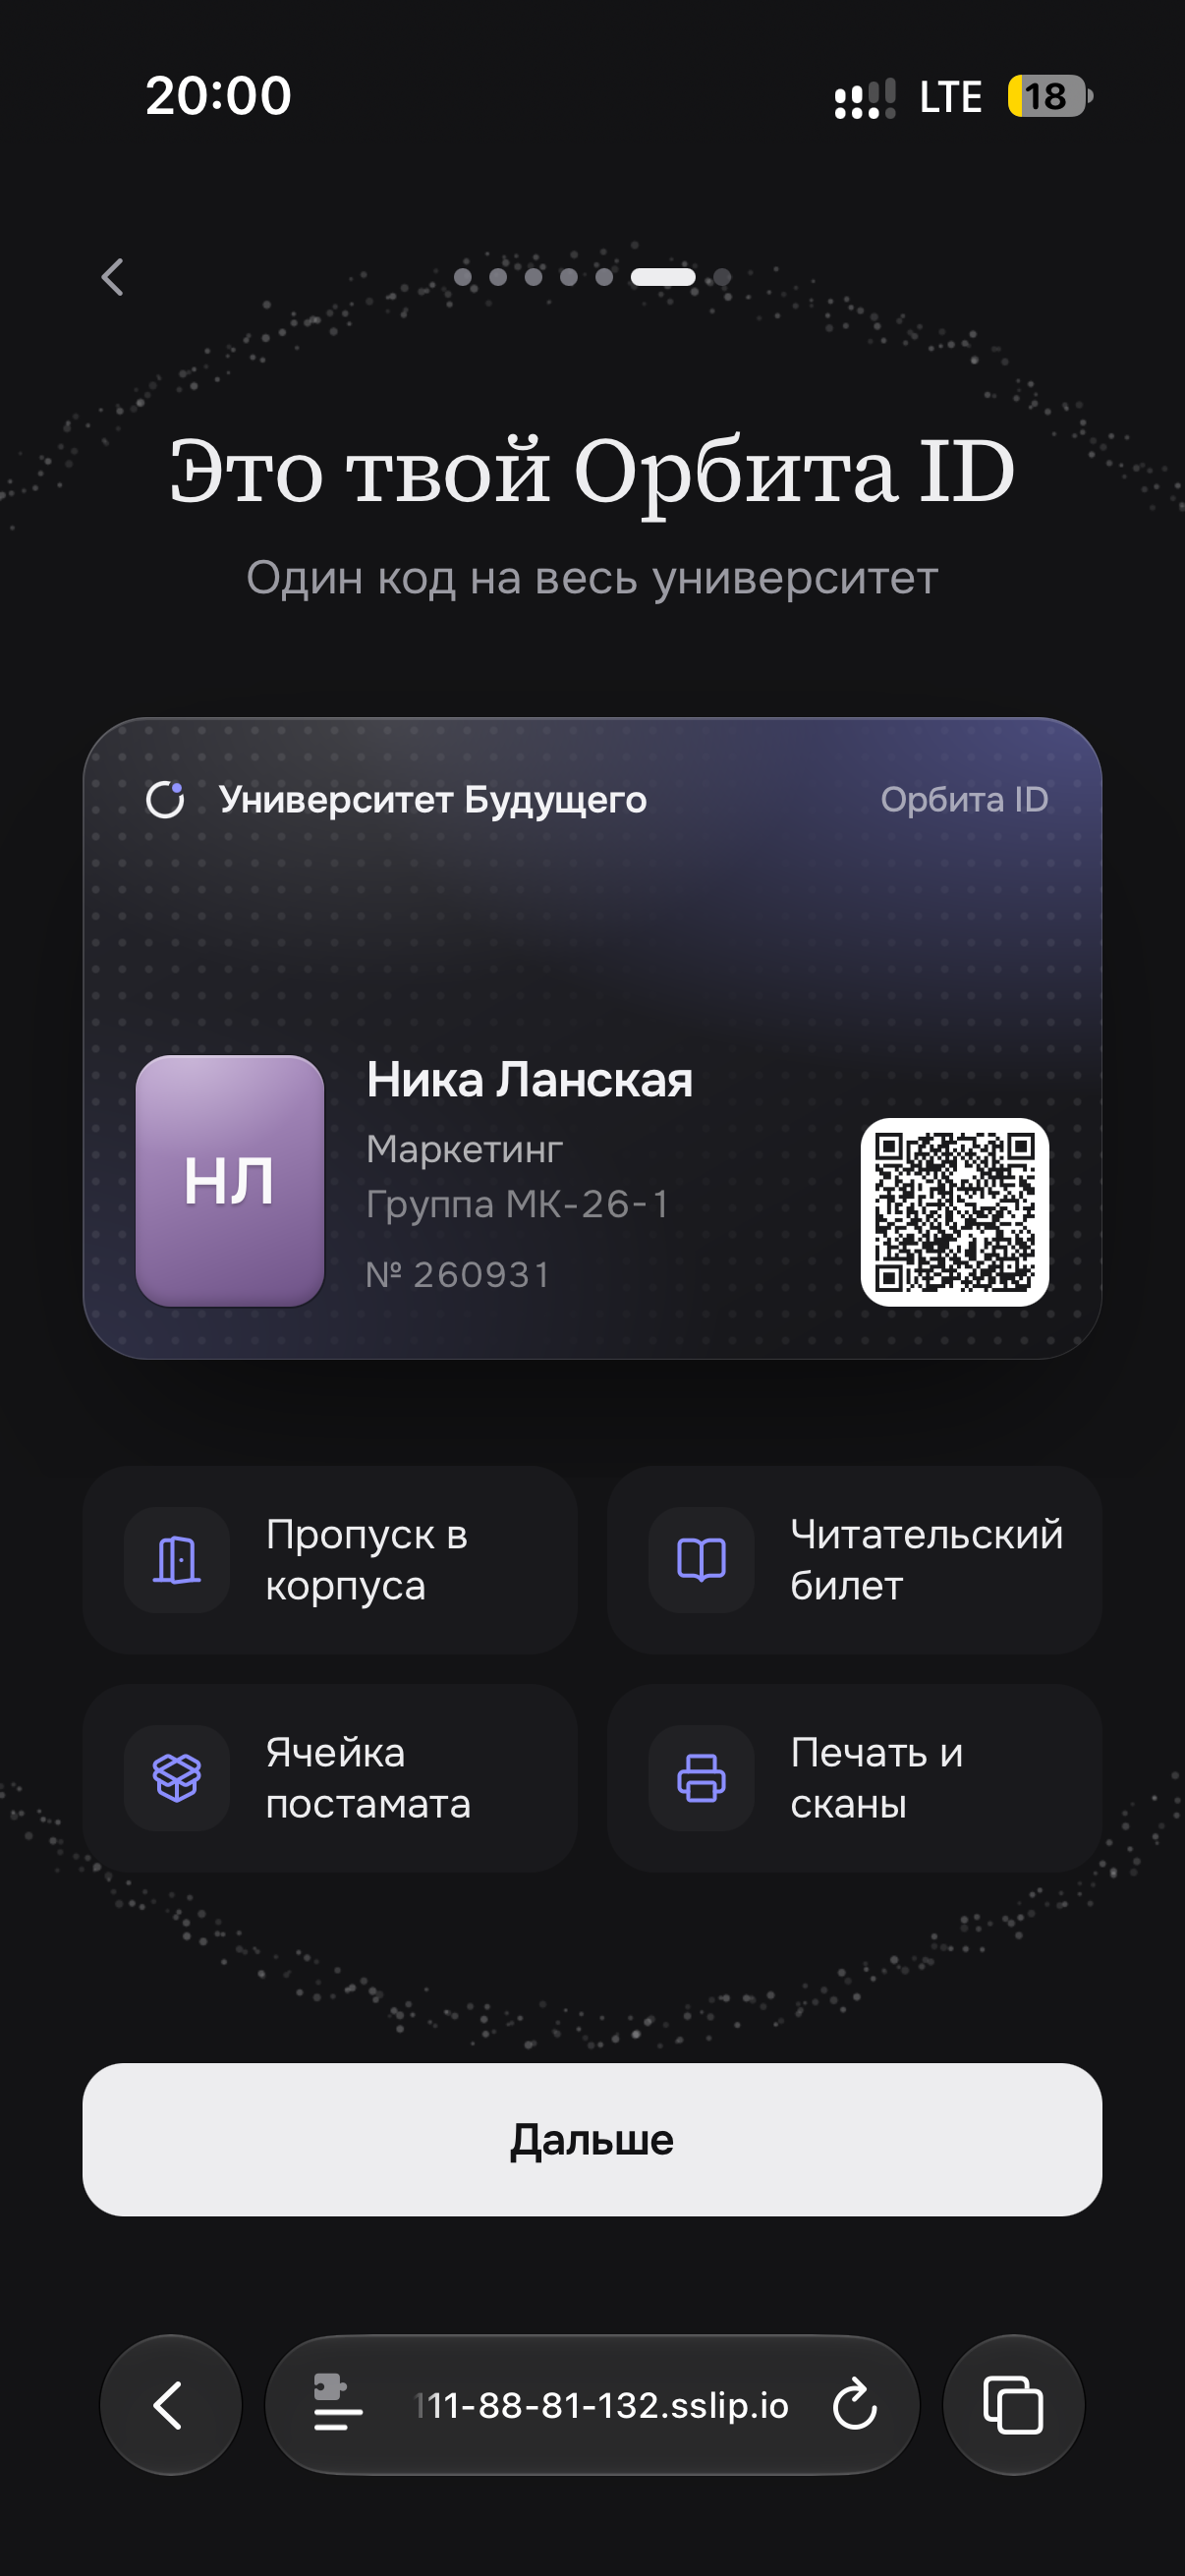 20:00
LTE 18
Это твой Орбита ID
Один код на весь университет
Университет Будущего
Орбита ID
НЛ
Ника Ланская
Маркетинг
Группа МК-26-1
№ 260931
Пропуск в
корпуса
Читательский
билет
Ячейка
постамата
Печать и
сканы
Дальше
111-88-81-132.sslip.io